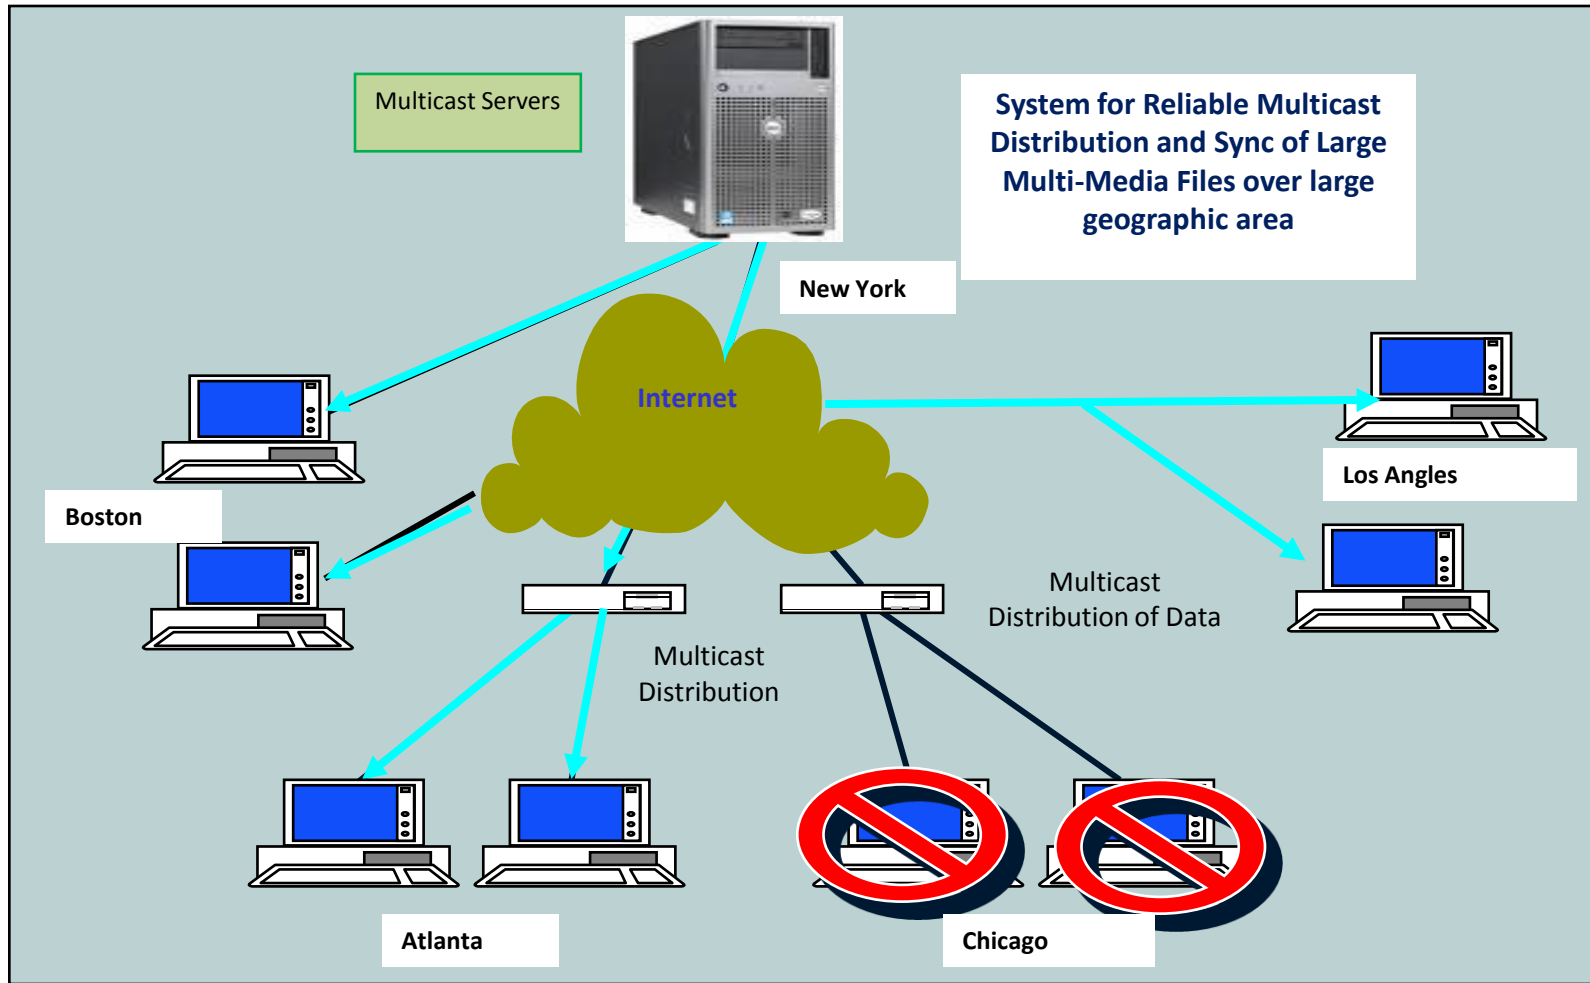 Multicast Servers
System for Reliable Multicast
Distribution and Sync of Large
Multi-Media Files over large
geographic area
New York
Internet
Los Angles
Boston
Multicast
Distribution of Data
Multicast
Distribution
Atlanta
Chicago